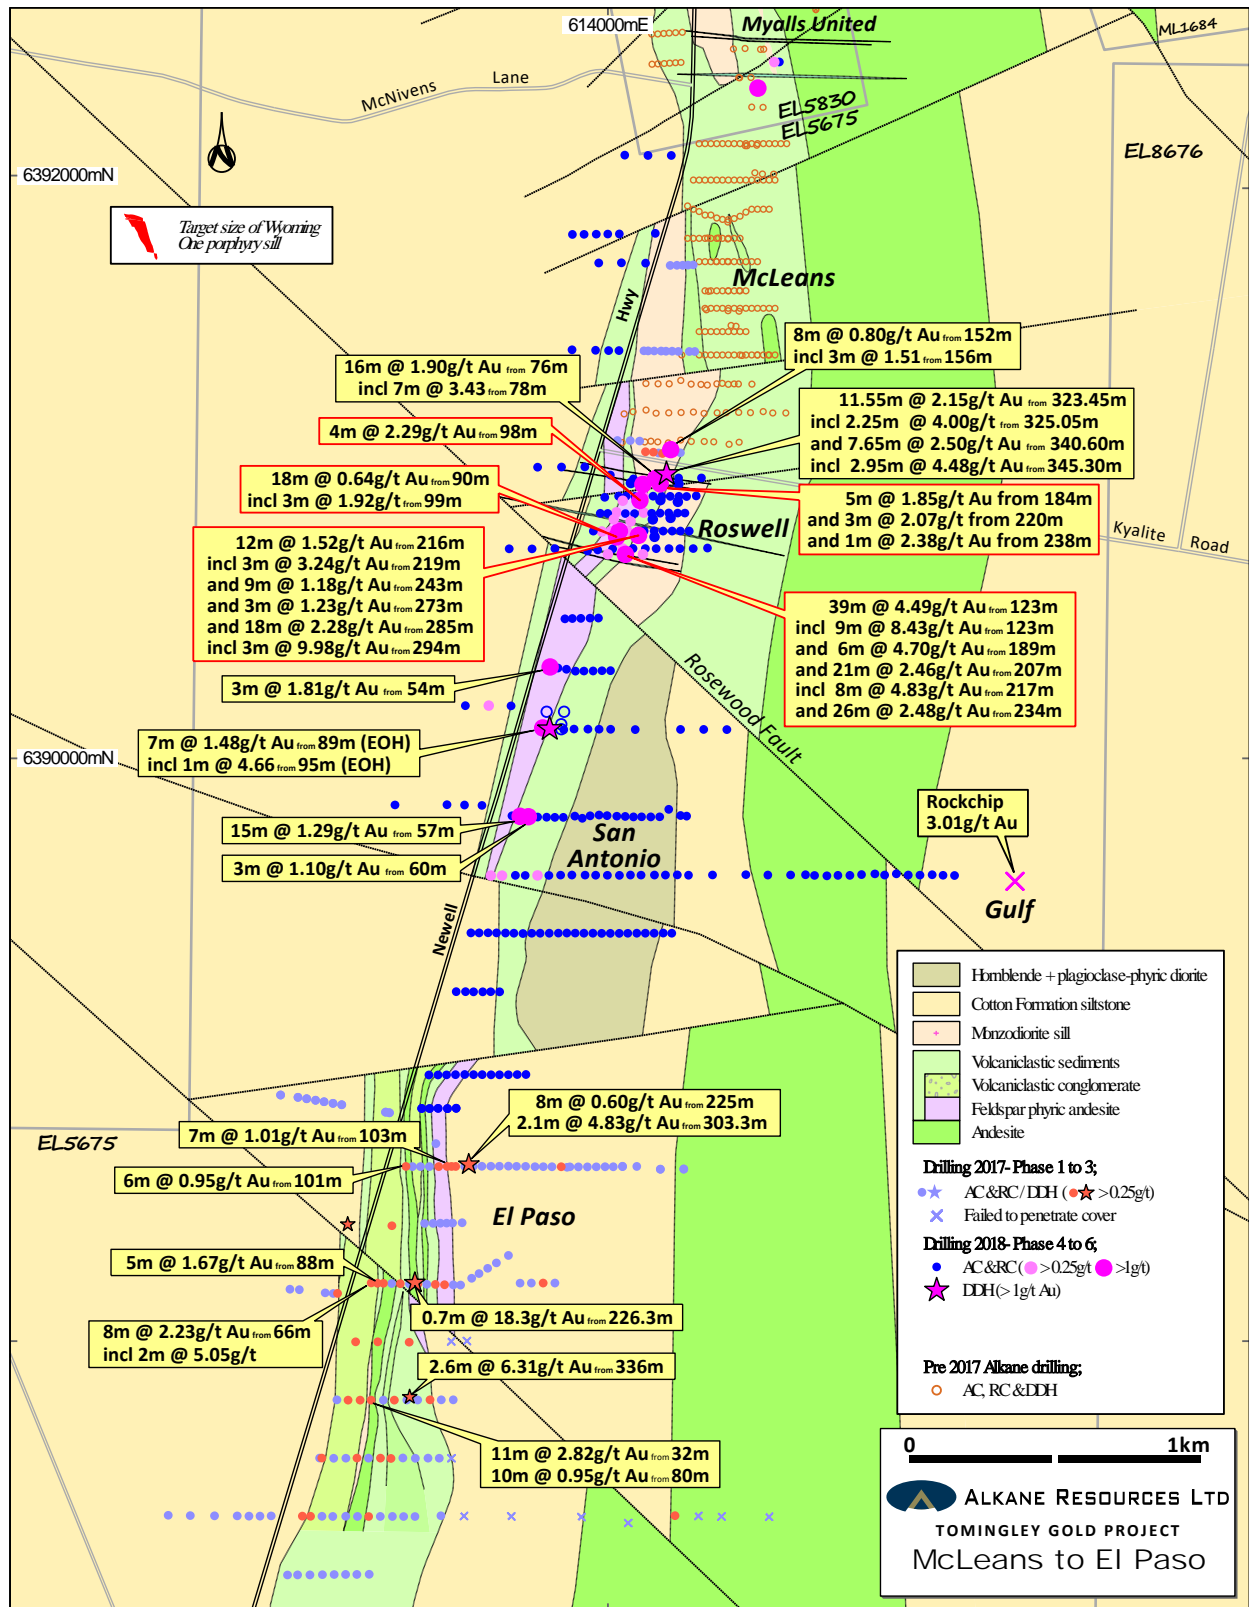 614000mE
Myalls United
ML1684
McNivens
Lane
EL5830
EL5675
EL8676
6392000mN
Target size of Wyoming
One porphyry sill
McLeans
Hwy
8m @ 0.80g/t Au from 152m
incl 3m @ 1.51 from 156m
16m @ 1.90g/t Au from 76m
incl 7m @ 3.43 from 78m
11.55m @ 2.15g/t Au from 323.45m
incl 2.25m @ 4.00g/t Au from 325.05m
and 7.65m @ 2.50g/t Au from 340.60m
incl 2.95m @ 4.48g/t Au from 345.30m
4m @ 2.29g/t Au from 98m
18m @ 0.64g/t Au from 90m
incl 3m @ 1.92g/t from 99m
5m @ 1.85g/t Au from 184m
and 3m @ 2.07g/t from 220m
and 1m @ 2.38g/t Au from 238m
Roswell
Kyalite
Road
12m @ 1.52g/t Au from 216m
incl 3m @ 3.24g/t Au from 219m
and 9m @ 1.18g/t Au from 243m
and 3m @ 1.23g/t Au from 273m
and 18m @ 2.28g/t Au from 285m
incl 3m @ 9.98g/t Au from 294m
39m @ 4.49g/t Au from 123m
incl 9m @ 8.43g/t Au from 123m
and 6m @ 4.70g/t Au from 189m
and 21m @ 2.46g/t Au from 207m
incl 8m @ 4.83g/t Au from 217m
and 26m @ 2.48g/t Au from 234m
Rosewood Fault
3m @ 1.81g/t Au from 54m
7m @ 1.48g/t Au from 89m (EOH)
incl 1m @ 4.66 from 95m (EOH)
6390000mN
Rockchip
3.01g/t Au
15m @ 1.29g/t Au from 57m
San
Antonio
3m @ 1.10g/t Au from 60m
Gulf
Newell
Hornblende + plagioclase-phyric diorite
Cotton Formation siltstone
Monzodiorite sill
Volcaniclastic sediments
Volcaniclastic conglomerate
Feldspar phyric andesite
Andesite
Drilling 2017- Phase 1 to 3;
AC &RC / DDH ( >0.25g/t)
Failed to penetrate cover
Drilling 2018- Phase 4 to 6;
AC &RC ( >0.25g/t >1g/t)
DDH (> 1g/t Au)
Pre 2017 Alkane drilling;
AC, RC &DDH
8m @ 0.60g/t Au from 225m
2.1m @ 4.83g/t Au from 303.3m
7m @ 1.01g/t Au from 103m
EL5675
6m @ 0.95g/t Au from 101m
El Paso
5m @ 1.67g/t Au from 88m
0.7m @ 18.3g/t Au from 226.3m
8m @ 2.23g/t Au from 66m
incl 2m @ 5.05g/t
2.6m @ 6.31g/t Au from 336m
11m @ 2.82g/t Au from 32m
10m @ 0.95g/t Au from 80m
0 1km
ALKANE RESOURCES LTD
TOMINGLEY GOLD PROJECT
McLeans to El Paso